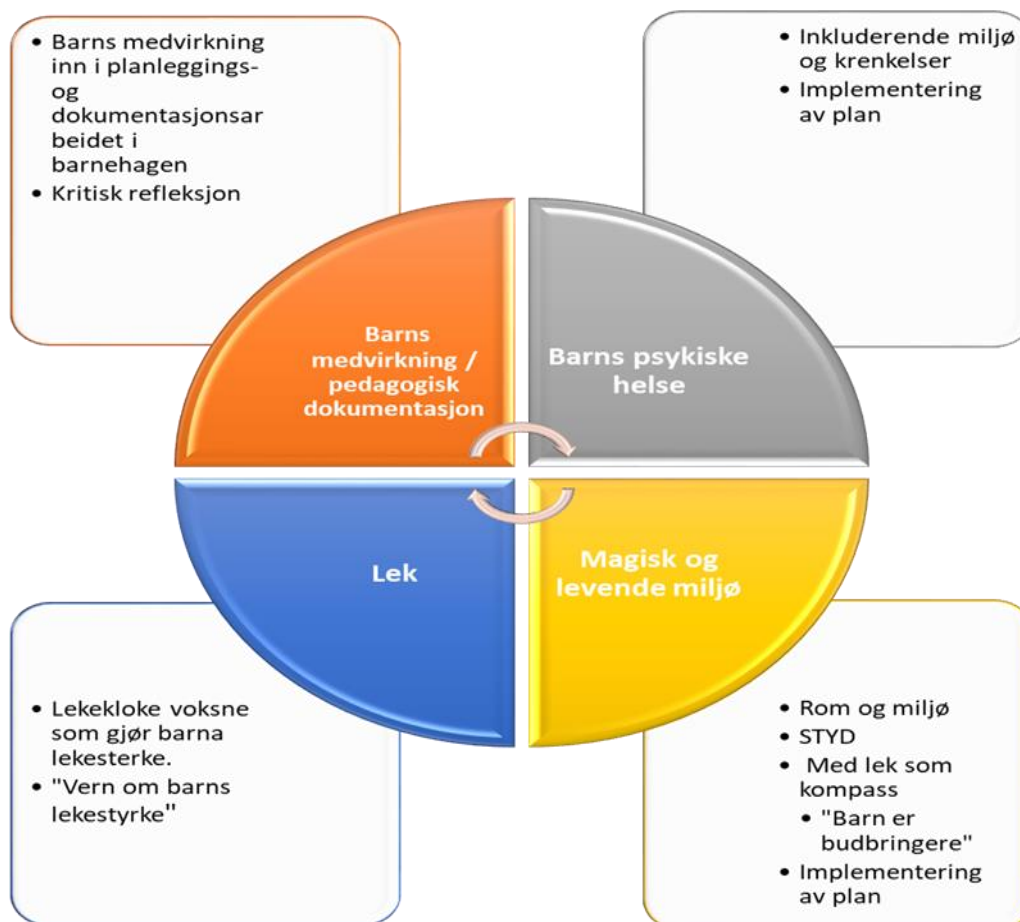 • Barns medvirkning
inn i planleggings-
og
dokumentasjonsar
beidet i
barnehagen
• Kritisk refleksjon
• Inkluderende miljø
og krenkelser
• Implementering
av plan
Barns
medvirkning /
pedagogisk
dokumentasjon
Barns psykiske
helse
Lek
Magisk og
levende miljø
• Lekekloke voksne
som gjør barna
lekesterke.
• "Vern om barns
lekestyrke"
• Rom og miljø
• STYD
• Med lek som
kompass
• "Barn er
budbringere"
• Implementering
av plan